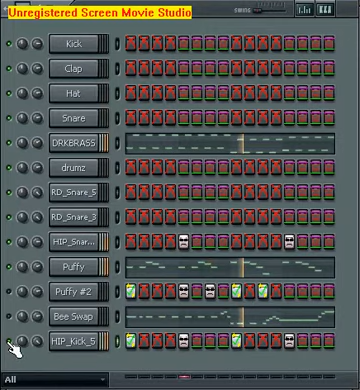 Unregistered Screen Movie Studio
SWING
Kick
Clap
Hat
Snare
DRKBRASS
drumz
RD_Snare_5
RD_Snare_3
HIP_Snar...
Puffy
Puffy #2
Bee Swap
HIP_Kick_5
All